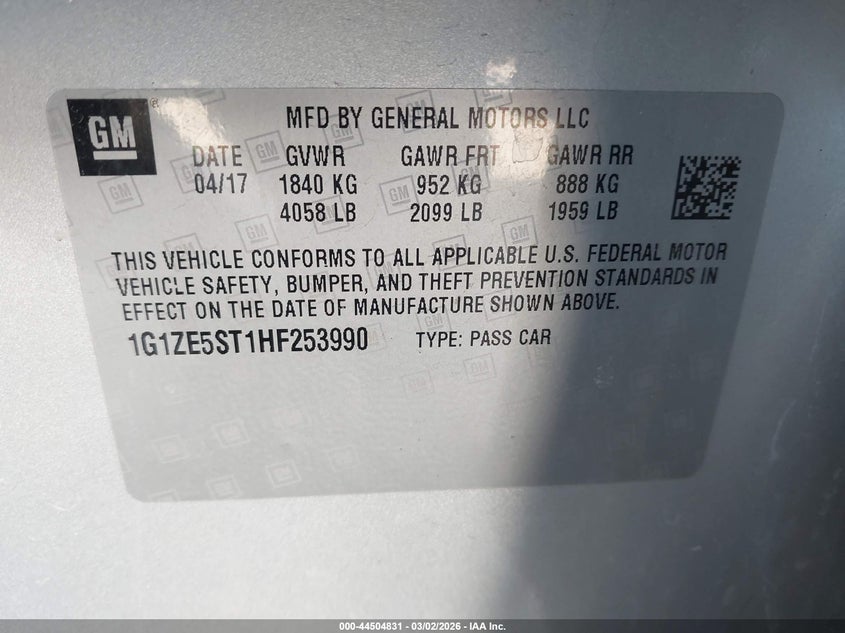 GM
MFD BY GENERAL MOTORS LLC
DATE GVWR GAWR FRT GAWR RR
04/17 1840 KG 952 KG 888 KG
4058 LB 2099 LB 1959 LB
THIS VEHICLE CONFORMS TO ALL APPLICABLE U.S. FEDERAL MOTOR
VEHICLE SAFETY, BUMPER, AND THEFT PREVENTION STANDARDS IN
EFFECT ON THE DATE OF MANUFACTURE SHOWN ABOVE.
1G1ZE5ST1HF253990 TYPE: PASS CAR
000-44504831 - 03/02/2026 - IAA Inc.